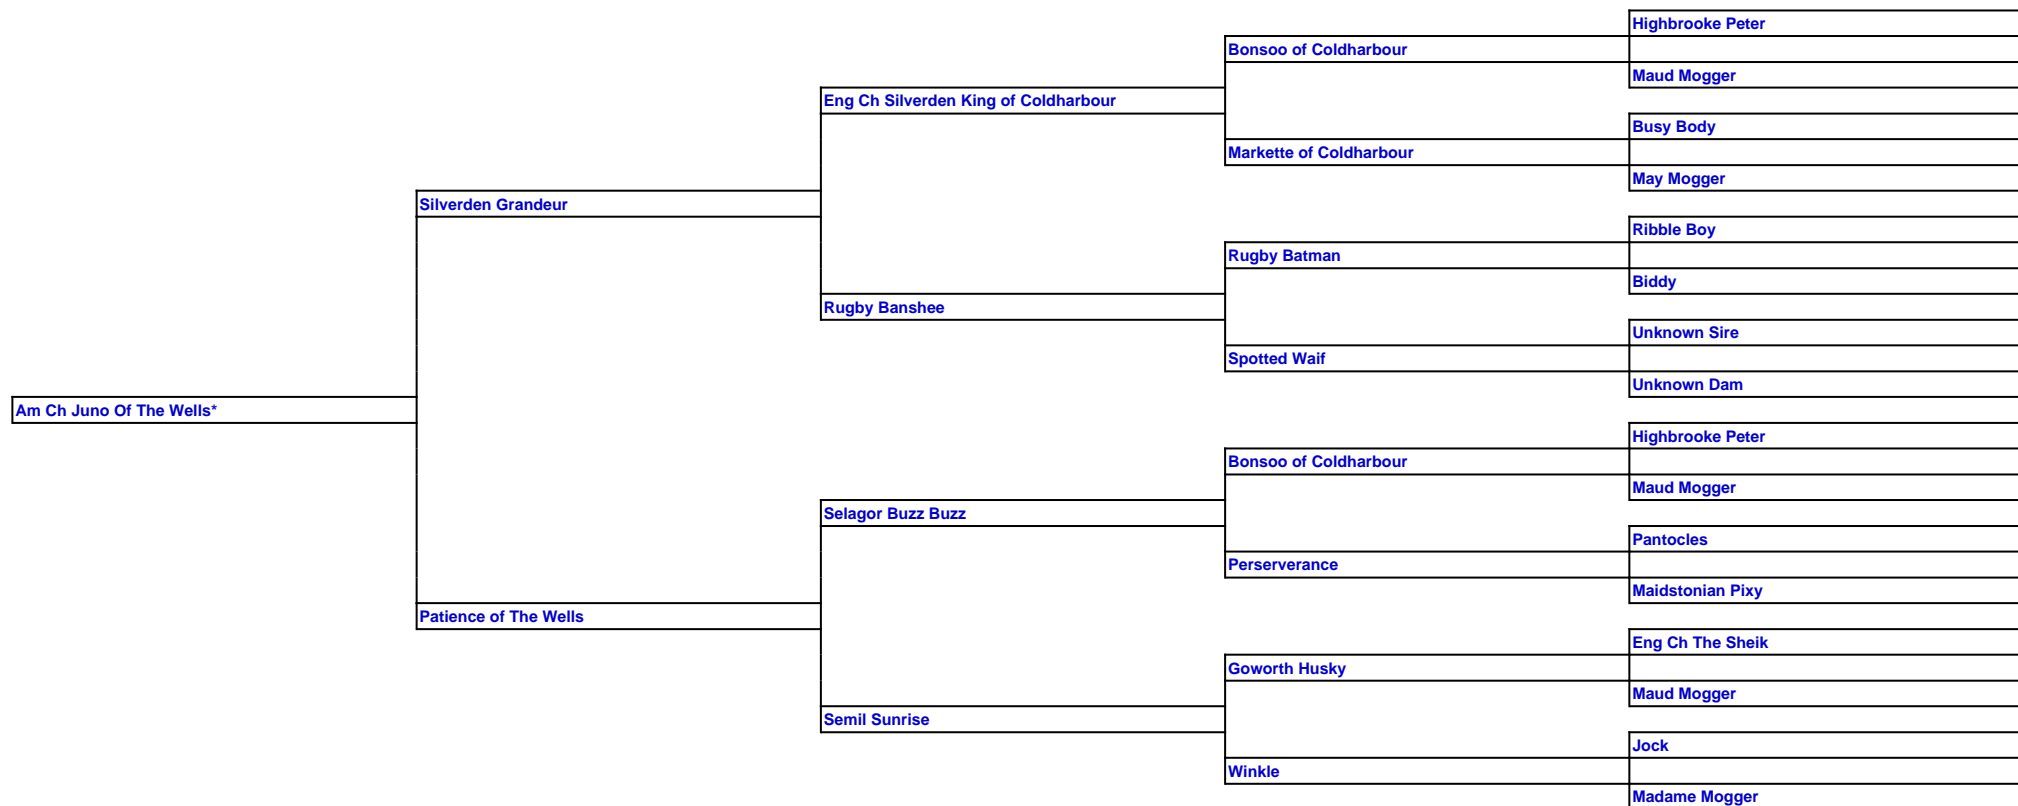 Highbrooke Peter
Bonsoo of Coldharbour
Maud Mogger
Eng Ch Silverden King of Coldharbour
Busy Body
Markette of Coldharbour
May Mogger
Silverden Grandeur
Ribble Boy
Rugby Batman
Biddy
Rugby Banshee
Unknown Sire
Spotted Waif
Unknown Dam
Am Ch Juno Of The Wells*
Highbrooke Peter
Bonsoo of Coldharbour
Maud Mogger
Selagor Buzz Buzz
Pantocles
Perserverance
Maidstonian Pixy
Patience of The Wells
Eng Ch The Sheik
Goworth Husky
Maud Mogger
Semil Sunrise
Jock
Winkle
Madame Mogger